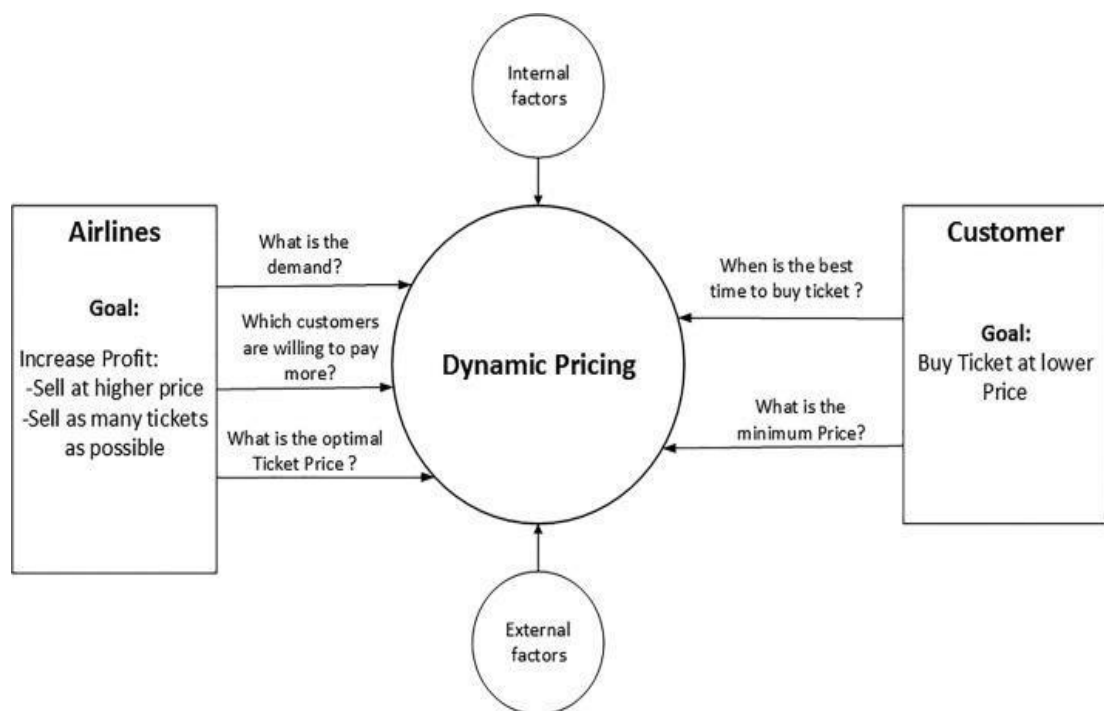 Internal
factors
Airlines
Goal:
Increase Profit:
-Sell at higher price
-Sell as many tickets
as possible
What is the
demand?
Which customers
are willing to pay
more?
What is the optimal
Ticket Price ?
Dynamic Pricing
When is the best
time to buy ticket ?
What is the
minimum Price?
Customer
Goal:
Buy Ticket at lower
Price
External
factors